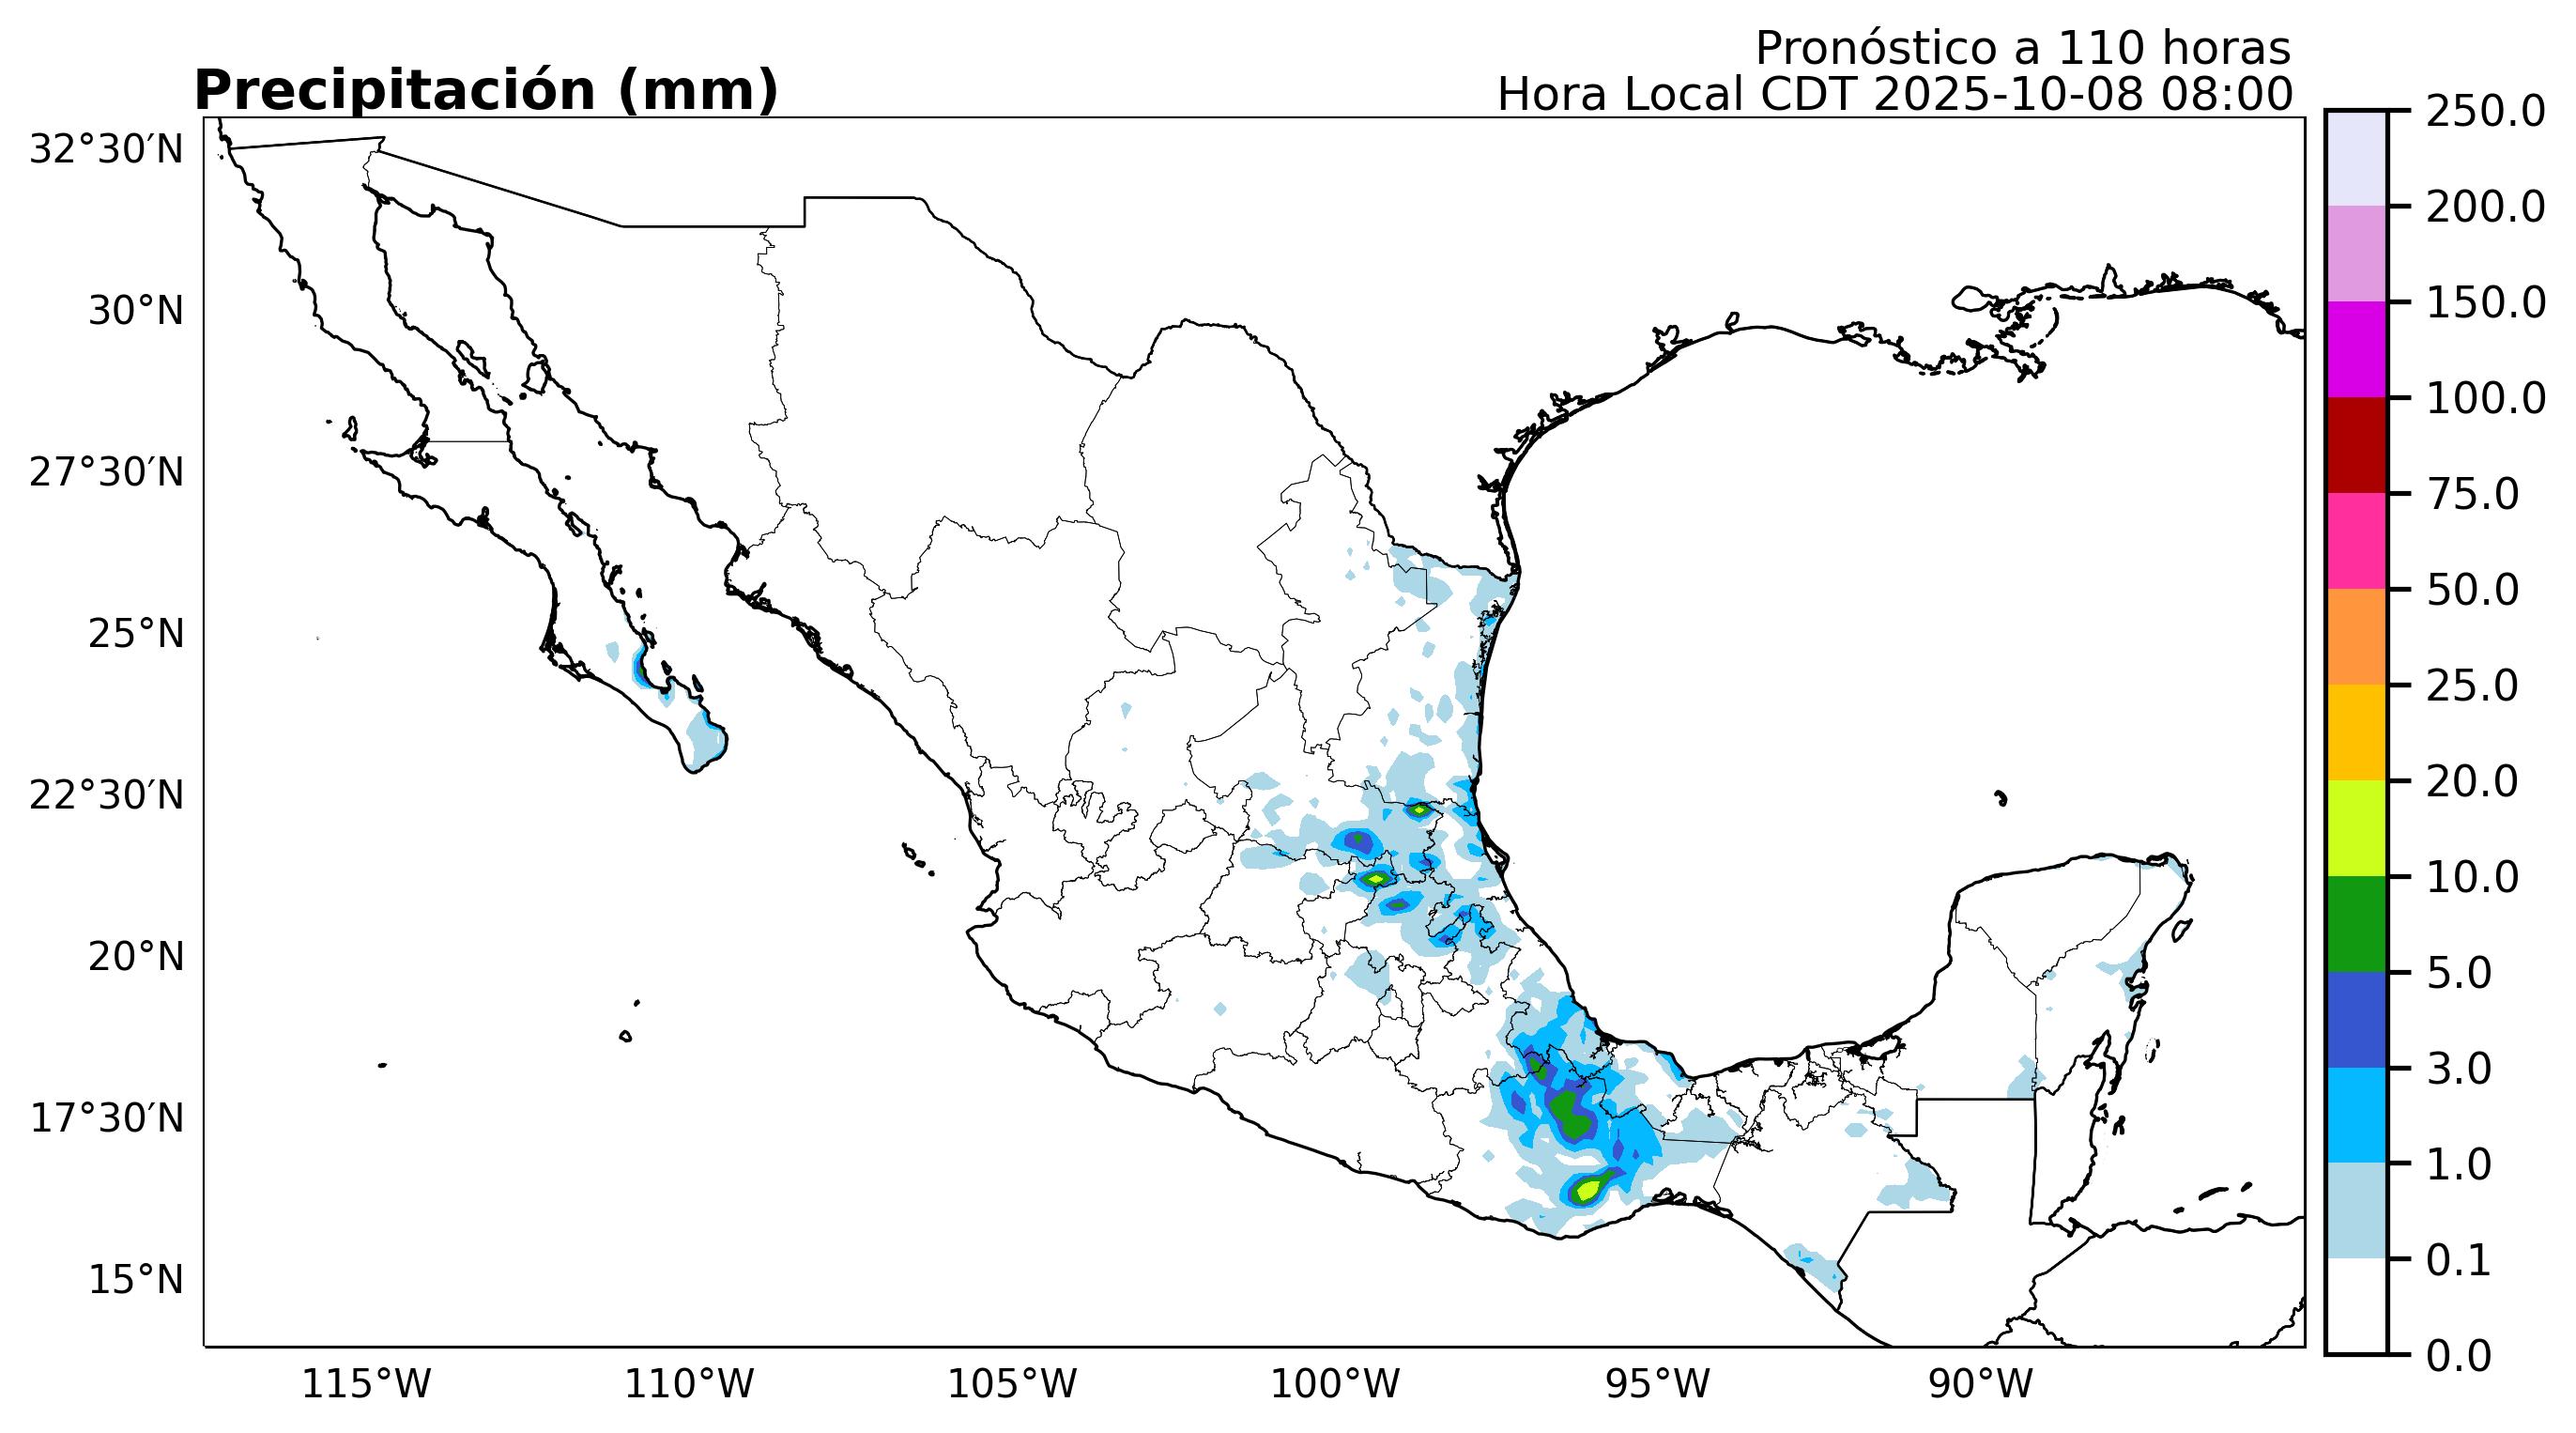 Pronóstico a 110 horas
Precipitación (mm)
Hora Local CDT 2025-10-08 08:00
32°30′N
30°N
27°30′N
25°N
22°30′N
20°N
17°30′N
15°N
115°W
110°W
105°W
100°W
95°W
90°W
250.0
200.0
150.0
100.0
75.0
50.0
25.0
20.0
10.0
5.0
3.0
1.0
0.1
0.0